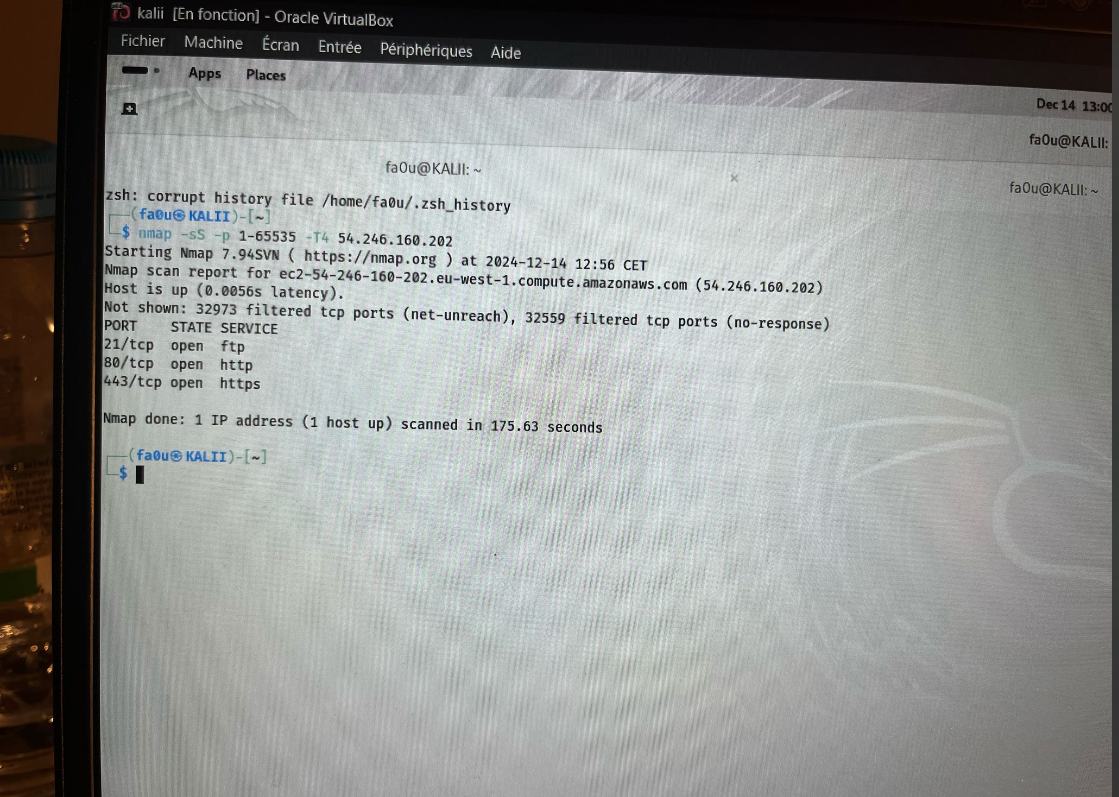 kalii [En fonction] - Oracle VirtualBox
Fichier Machine Écran Entrée Périphériques Aide
Apps Places
Dec 14 13:00
fa0u@KALII:
fa0u@KALII: ~
fa0u@KALII: ~
zsh: corrupt history file /home/fa0u/.zsh_history
┌──(fa0u㉿KALII)-[~]
└─$ nmap -sS -p 1-65535 -T4 54.246.160.202
Starting Nmap 7.94SVN ( https://nmap.org ) at 2024-12-14 12:56 CET
Nmap scan report for ec2-54-246-160-202.eu-west-1.compute.amazonaws.com (54.246.160.202)
Host is up (0.0056s latency).
Not shown: 32973 filtered tcp ports (net-unreach), 32559 filtered tcp ports (no-response)
PORT STATE SERVICE
21/tcp open ftp
80/tcp open http
443/tcp open https
Nmap done: 1 IP address (1 host up) scanned in 175.63 seconds
┌──(fa0u㉿KALII)-[~]
└─$